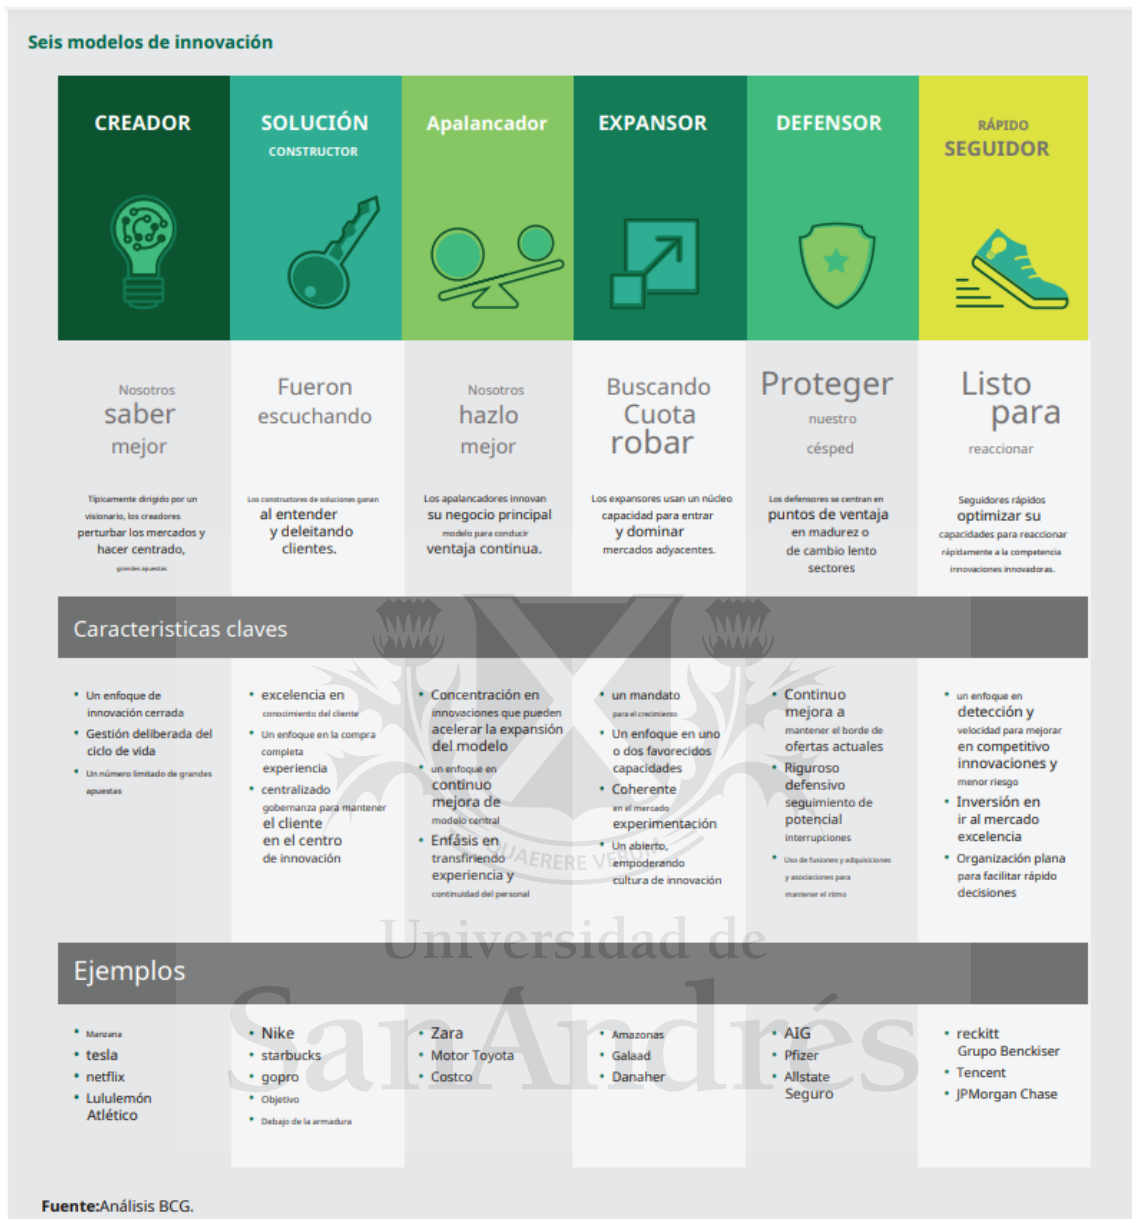 Seis modelos de innovación
CREADOR
SOLUCIÓN
CONSTRUCTOR
Apalancador
EXPANSOR
DEFENSOR
RÁPIDO
SEGUIDOR
Nosotros
saber
mejor
Fueron
escuchando
Nosotros
hazlo
mejor
Buscando
Cuota
robar
Proteger
nuestro
césped
Listo
para
reaccionar
Típicamente dirigido por un
visionario, los creadores
perturbar los mercados y
hacer centrado,
grandes apuestas
Los constructores de soluciones ganan
al entender
y deleitando
clientes.
Los apalancadores innovan
su negocio principal
modelo para conducir
ventaja continua.
Los expansores usan un núcleo
capacidad para entrar
y dominar
mercados adyacentes.
Los defensores se centran en
puntos de ventaja
en madurez o
de cambio lento
sectores
Seguidores rápidos
optimizar su
capacidades para reaccionar
rápidamente a la competencia
innovaciones innovadoras.
Caracteristicas claves
• Un enfoque de
innovación cerrada
• Gestión deliberada del
ciclo de vida
• Un número limitado de grandes
apuestas
• excelencia en
conocimiento del cliente
• Un enfoque en la compra
completa
experiencia
• centralizado
gobernanza para mantener
el cliente
en el centro
de innovación
• Concentración en
innovaciones que pueden
acelerar la expansión
del modelo
• un enfoque en
continuo
mejora de
modelo central
• Enfásis en
transfiriendo
experiencia y
continuidad del personal
• un mandato
para el crecimiento
• Un enfoque en uno
o dos favorecidos
capacidades
• Coherente
en el mercado
experimentación
• Un abierto,
empoderando
cultura de innovación
• Continuo
mejora a
mantener el borde de
ofertas actuales
• Riguroso
defensivo
seguimiento de
potencial
interrupciones
• Uso de fusiones y adquisiciones
y asociaciones para
mantener el ritmo
• un enfoque en
detección y
velocidad para mejorar
en competitivo
innovaciones y
menor riesgo
• Inversión en
ir al mercado
excelencia
• Organización plana
para facilitar rápido
decisiones
QUAERERE VERUM
Universidad de
SanAndrés
Ejemplos
• Manzana
• tesla
• netflix
• Lululemón
Atlético
• Nike
• starbucks
• gopro
• Objetivo
• Debajo de la armadura
• Zara
• Motor Toyota
• Costco
• Amazonas
• Galaad
• Danaher
• AIG
• Pfizer
• Allstate
Seguro
• reckitt
Grupo Benckiser
• Tencent
• JPMorgan Chase
Fuente:Análisis BCG.